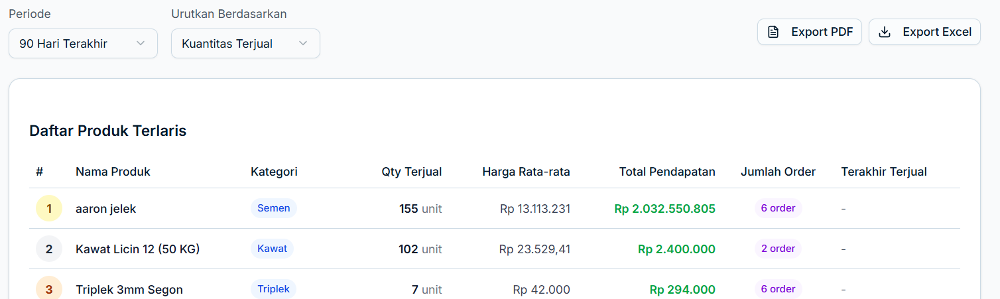 Periode Urutkan Berdasarkan
90 Hari Terakhir Kuantitas Terjual Export PDF Export Excel
Daftar Produk Terlaris
# Nama Produk Kategori Qty Terjual Harga Rata-rata Total Pendapatan Jumlah Order Terakhir Terjual
1 aaron jelek Semen 155 unit Rp 13.113.231 Rp 2.032.550.805 6 order -
2 Kawat Licin 12 (50 KG) Kawat 102 unit Rp 23.529,41 Rp 2.400.000 2 order -
3 Triplek 3mm Segon Triplek 7 unit Rp 42.000 Rp 294.000 6 order -